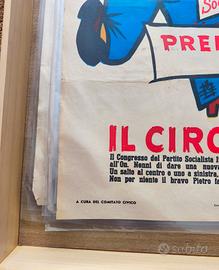 So
PRE
IL CIRC
Il Congresso del Partito Socialista I
all'On. Nenni di dare una nuova
Un salto al centro e uno a sinistra,
Non per niente il bravo Pietro N
A CURA DEL COMITATO CIVICO
subito